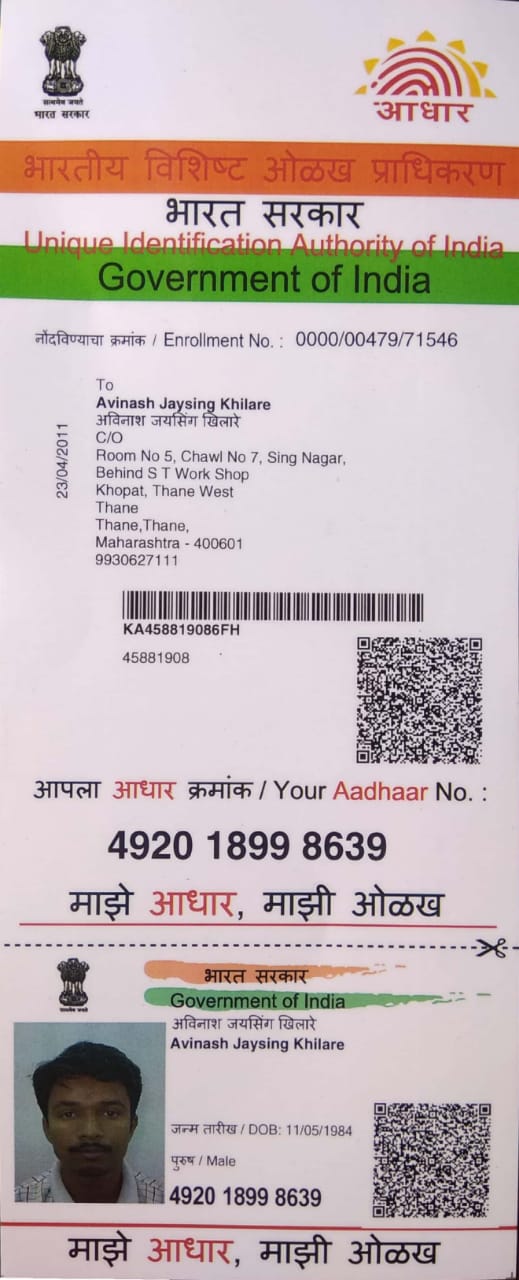 सत्यमेव जयते
भारत सरकार
आधार
भारतीय विशिष्ट ओळख प्राधिकरण
भारत सरकार
Unique Identification Authority of India
Government of India
नोंदविण्याचा क्रमांक / Enrollment No. : 0000/00479/71546
23/04/2011
To
Avinash Jaysing Khilare
अविनाश जयसिंग खिलारे
C/O
Room No 5, Chawl No 7, Sing Nagar,
Behind S T Work Shop
Khopat, Thane West
Thane
Thane,Thane,
Maharashtra - 400601
9930627111
KA458819086FH
45881908
आपला आधार क्रमांक / Your Aadhaar No. :
4920 1899 8639
माझे आधार, माझी ओळख
सत्यमेव जयते
भारत सरकार
Government of India
अविनाश जयसिंग खिलारे
Avinash Jaysing Khilare
जन्म तारीख / DOB: 11/05/1984
पुरुष / Male
4920 1899 8639
माझे आधार, माझी ओळख